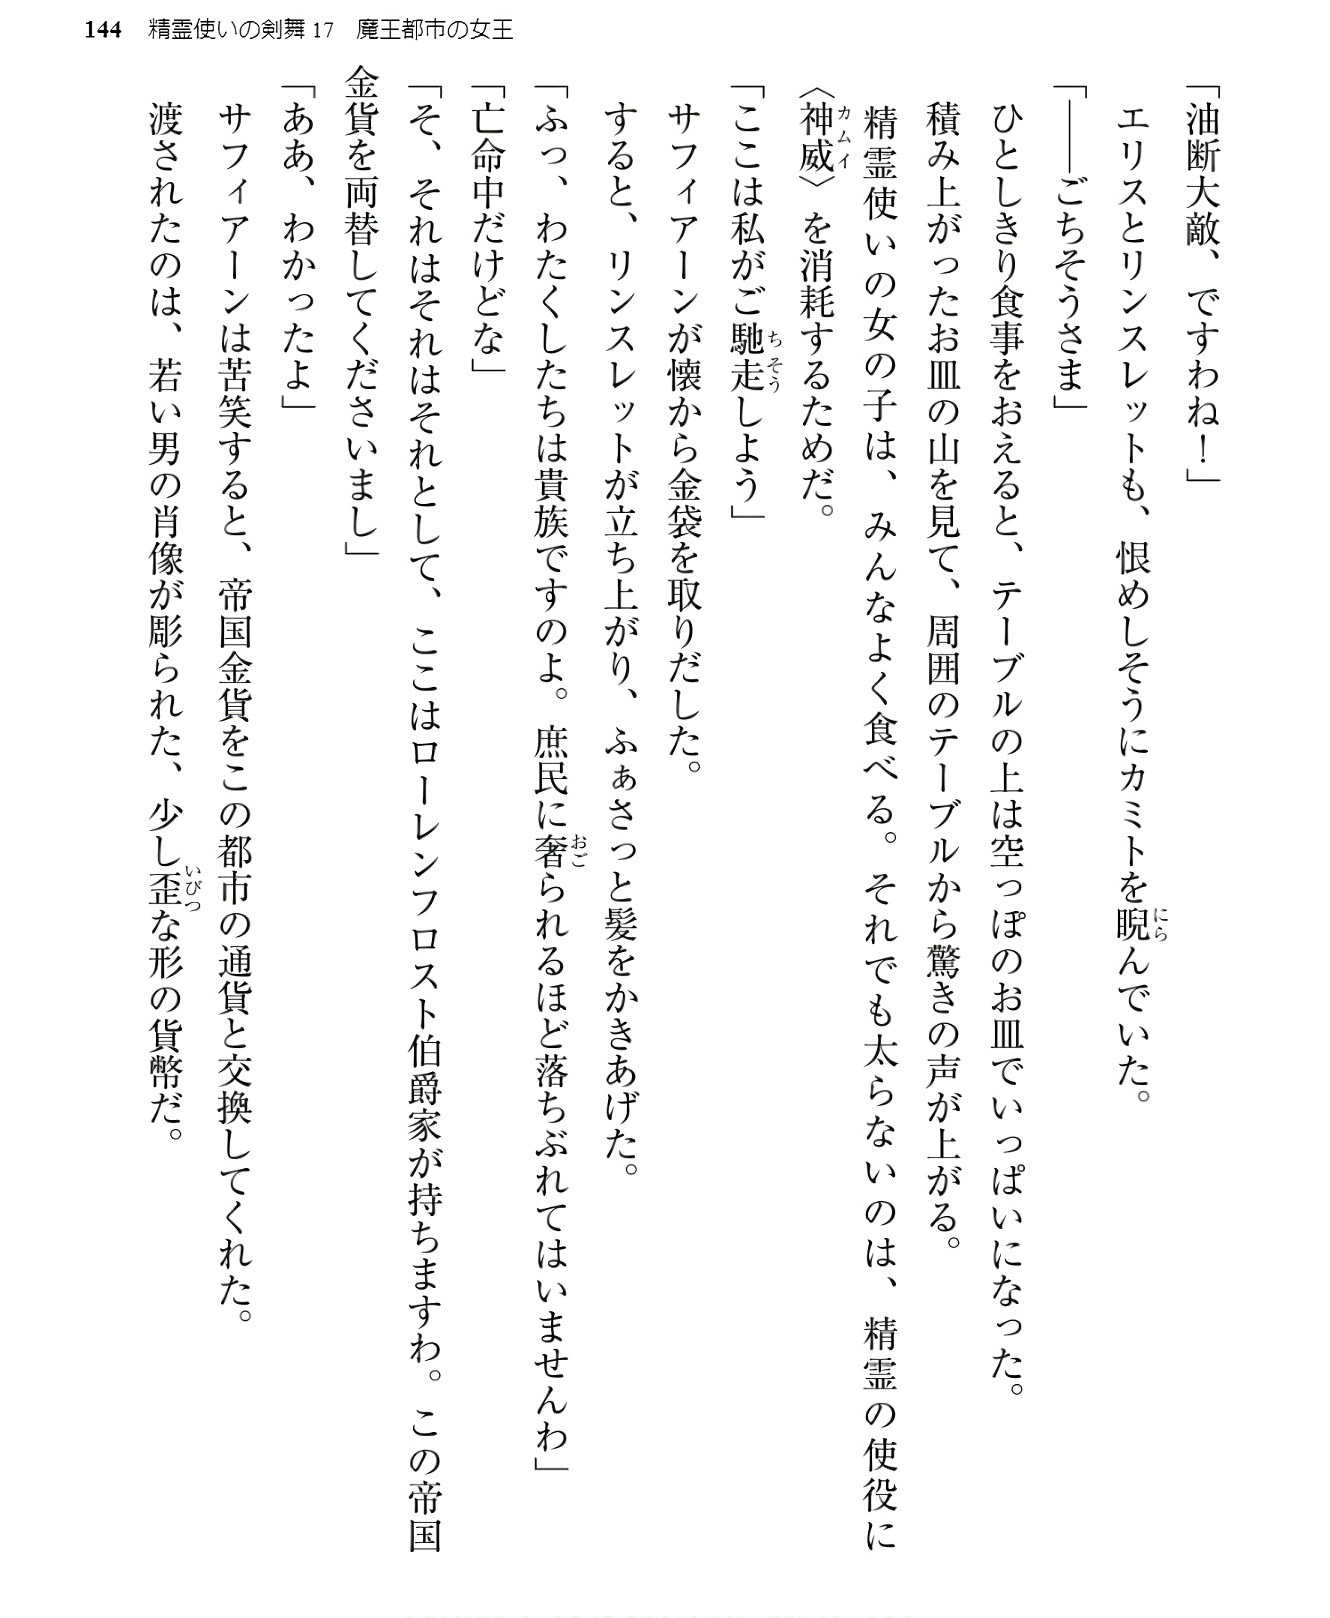 144 精霊使いの剣舞 17　魔王都市の女王
「油断大敵、ですわね！」
エリスとリンスレットも、恨めしそうにカミトを睨んでいた。
「――ごちそうさま」
ひとしきり食事をおえると、テーブルの上は空っぽのお皿でいっぱいになった。
積み上がったお皿の山を見て、周囲のテーブルから驚きの声が上がる。
精霊使いの女の子は、みんなよく食べる。それでも太らないのは、精霊の使役に
〈神威〉を消耗するためだ。
「ここは私がご馳走しよう」
サフィアーンが懐から金袋を取りだした。
すると、リンスレットが立ち上がり、ふぁさっと髪をかきあげた。
「ふっ、わたくしたちは貴族ですのよ。庶民に奢られるほど落ちぶれてはいませんわ」
「亡命中だけどな」
「そ、それはそれはそれとして、ここはローレンフロスト伯爵家が持ちますわ。この帝国
金貨を両替してくださいまし」
「ああ、わかったよ」
サフィアーンは苦笑すると、帝国金貨をこの都市の通貨と交換してくれた。
渡されたのは、若い男の肖像が彫られた、少し歪な形の貨幣だ。